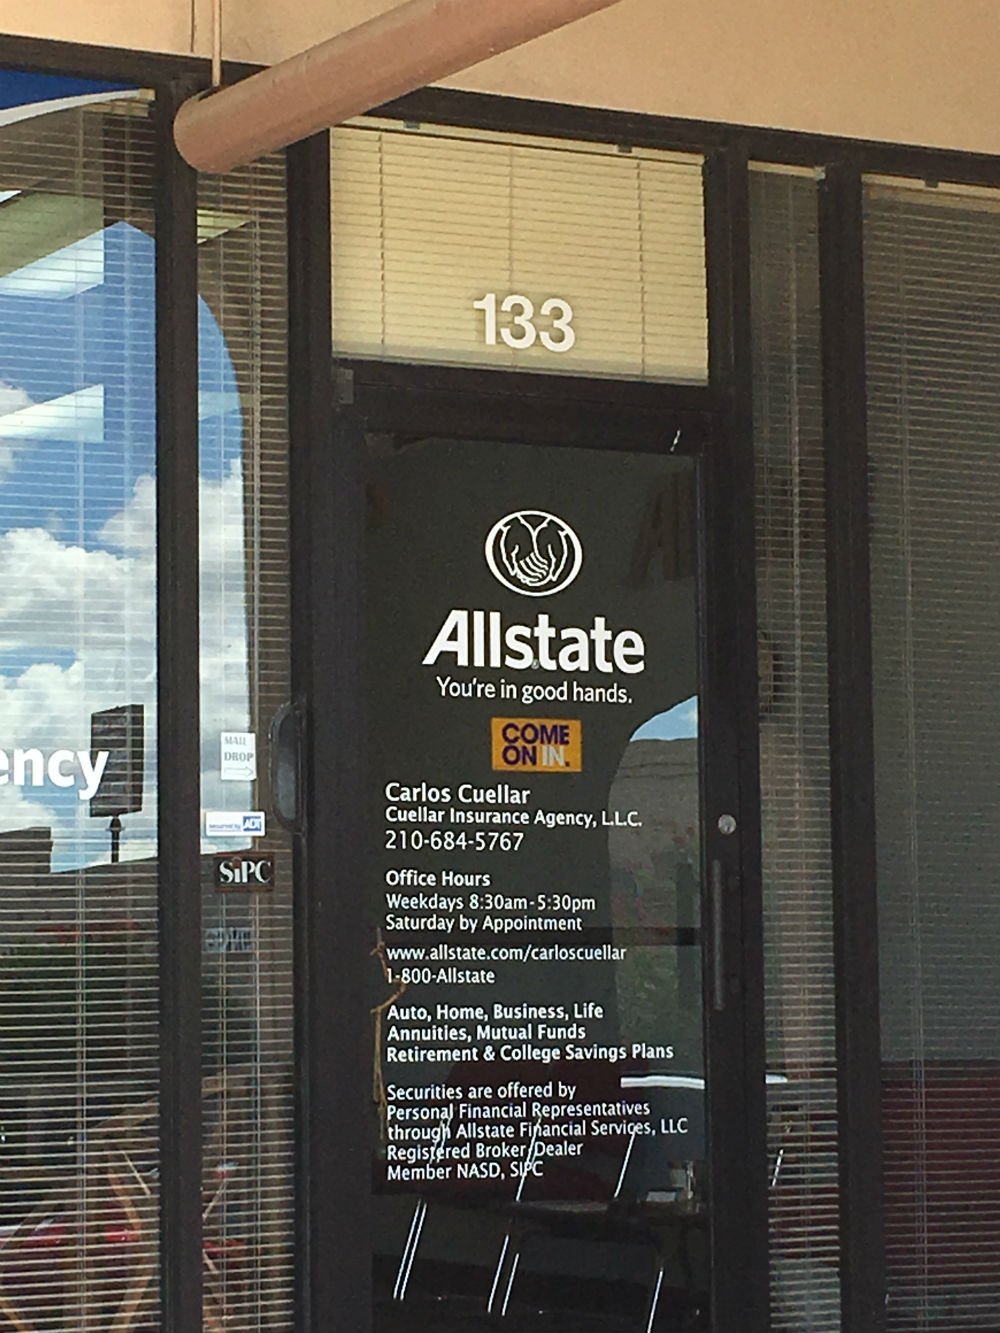 133
Allstate
You're in good hands.
COME
ON IN.
Carlos Cuellar
Cuellar Insurance Agency, L.L.C.
210-684-5767
Office Hours
Weekdays 8:30am-5:30pm
Saturday by Appointment
www.allstate.com/carloscuellar
1-800-Allstate
Auto, Home, Business, Life
Annuities, Mutual Funds
Retirement & College Savings Plans
Securities are offered by
Personal Financial Representatives
through Allstate Financial Services, LLC
Registered Broker/Dealer
Member NASD, SIPC
ency
MAIL
DROP
secured by ADT
SiPC